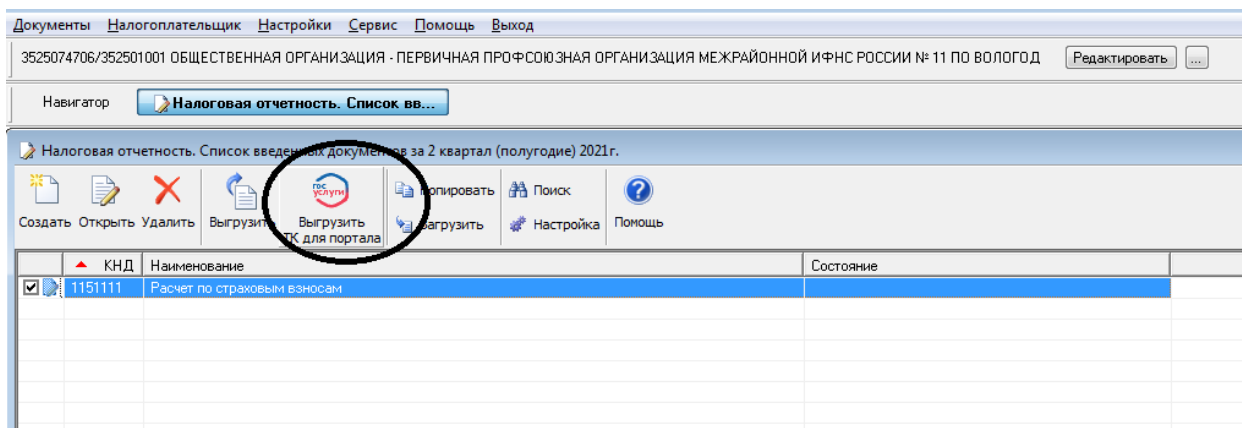 Документы Налогоплательщик Настройки Сервис Помощь Выход
3525074706/352501001 ОБЩЕСТВЕННАЯ ОРГАНИЗАЦИЯ - ПЕРВИЧНАЯ ПРОФСОЮЗНАЯ ОРГАНИЗАЦИЯ МЕЖРАЙОННОЙ ИФНС РОССИИ № 11 ПО ВОЛОГОД Редактировать ...
Навигатор Налоговая отчетность. Список вв...
Налоговая отчетность. Список введенных документов за 2 квартал (полугодие) 2021г.
гос услуги Копировать Поиск
Создать Открыть Удалить Выгрузить Выгрузить ТК для портала Загрузить Настройка Помощь
КНД Наименование Состояние
1151111 Расчет по страховым взносам